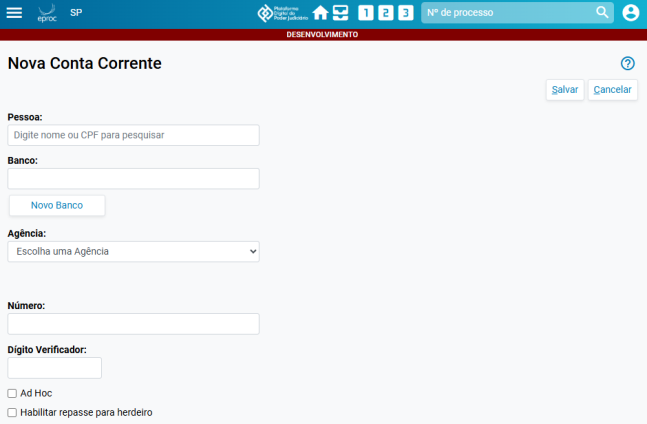 eproc
SP
Plataforma
Digital do
Poder Judiciário
1 2 3
Nº de processo
DESENVOLVIMENTO
Nova Conta Corrente
?
Salvar Cancelar
Pessoa:
Digite nome ou CPF para pesquisar
Banco:
Novo Banco
Agência:
Escolha uma Agência
Número:
Dígito Verificador:
Ad Hoc
Habilitar repasse para herdeiro